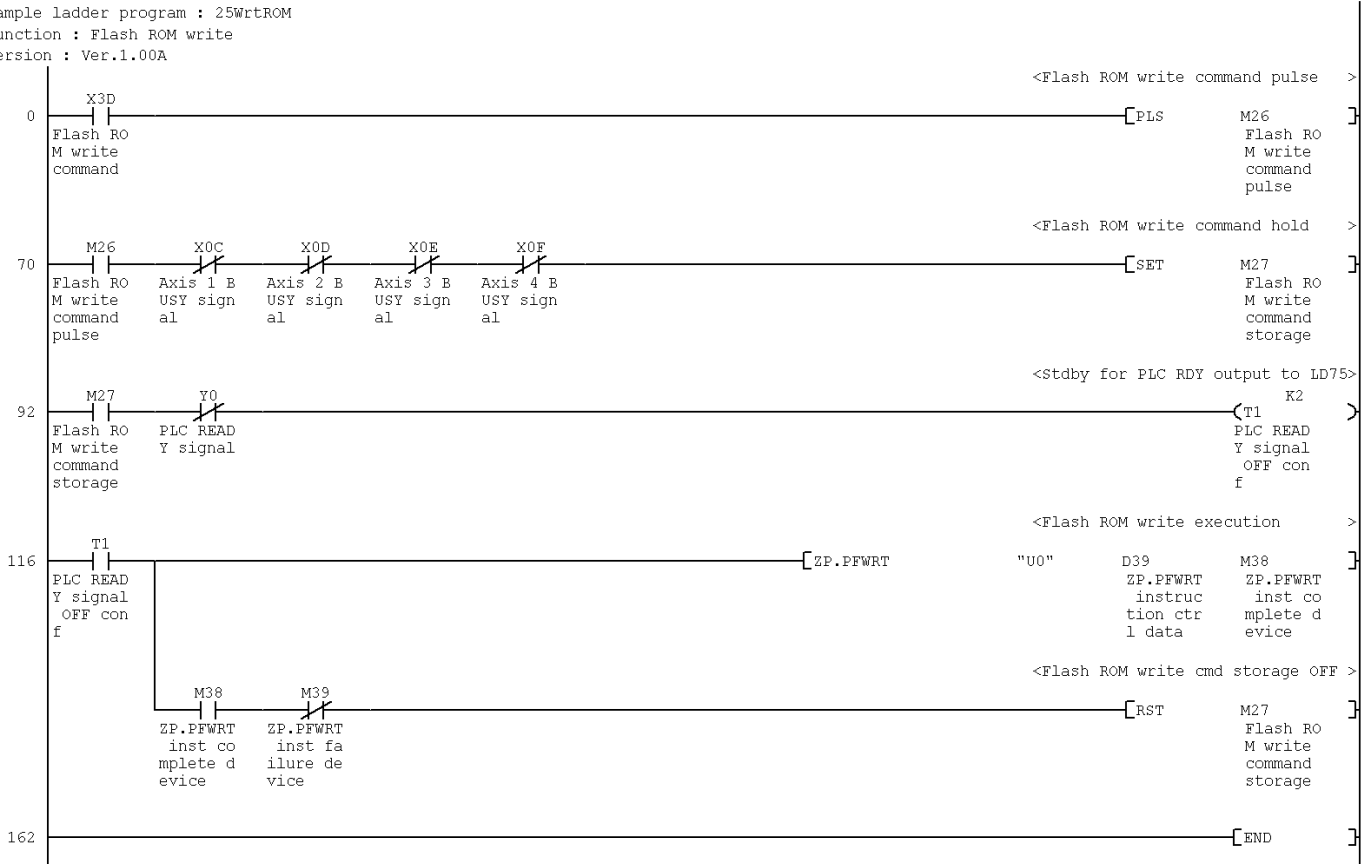 ample ladder program : 25WrtROM
unction : Flash ROM write
ersion : Ver.1.00A
<Flash ROM write command pulse >
X3D
0 PLS M26
Flash RO Flash RO
M write M write
command command
pulse
<Flash ROM write command hold >
M26 X0C X0D X0E X0F
70 SET M27
Flash RO Axis 1 B Axis 2 B Axis 3 B Axis 4 B Flash RO
M write USY sign USY sign USY sign USY sign M write
command al al al al command
pulse storage
<Stdby for PLC RDY output to LD75>
M27 Y0 K2
92 T1
Flash RO PLC READ PLC READ
M write Y signal Y signal
command OFF con
storage f
<Flash ROM write execution >
T1
116 ZP.PFWRT "U0" D39 M38
PLC READ ZP.PFWRT ZP.PFWRT
Y signal instruc inst co
OFF con tion ctr mplete d
f l data evice
<Flash ROM write cmd storage OFF >
M38 M39
RST M27
ZP.PFWRT ZP.PFWRT Flash RO
inst co inst fa M write
mplete d ilure de command
evice vice storage
162 END